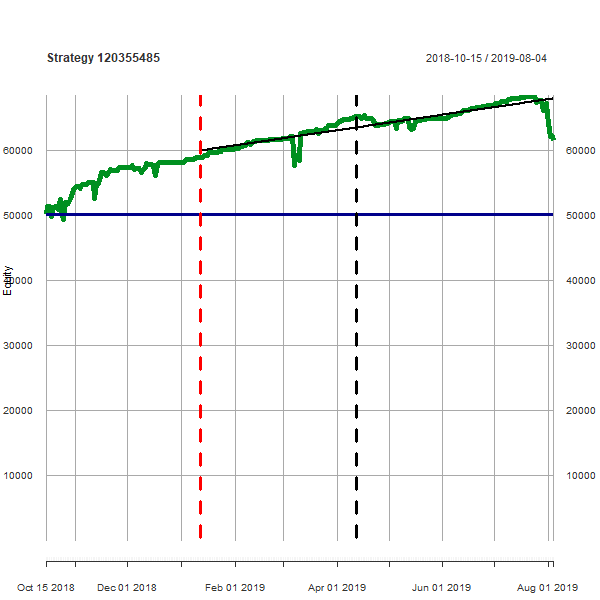 Strategy 120355485 2018-10-15 / 2019-08-04
60000 60000
50000 50000
Equity
40000 40000
30000 30000
20000 20000
10000 10000
Oct 15 2018 Dec 01 2018 Feb 01 2019 Apr 01 2019 Jun 01 2019 Aug 01 2019